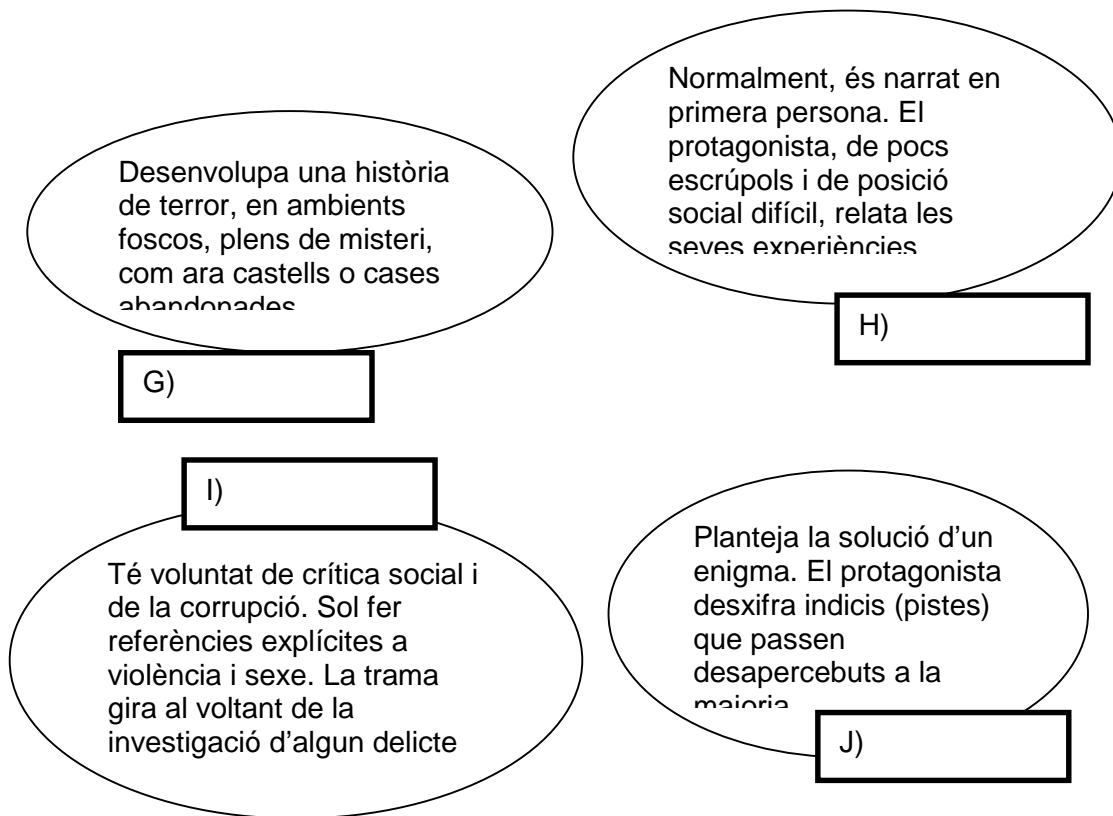 Desenvolupa una història
de terror, en ambients
foscos, plens de misteri,
com ara castells o cases
abandonades
G)
Normalment, és narrat en
primera persona. El
protagonista, de pocs
escrúpols i de posició
social difícil, relata les
seves experiències
H)
I)
Té voluntat de crítica social i
de la corrupció. Sol fer
referències explícites a
violència i sexe. La trama
gira al voltant de la
investigació d'algun delicte
Planteja la solució d'un
enigma. El protagonista
desxifra indicis (pistes)
que passen
desapercebuts a la
majoria
J)